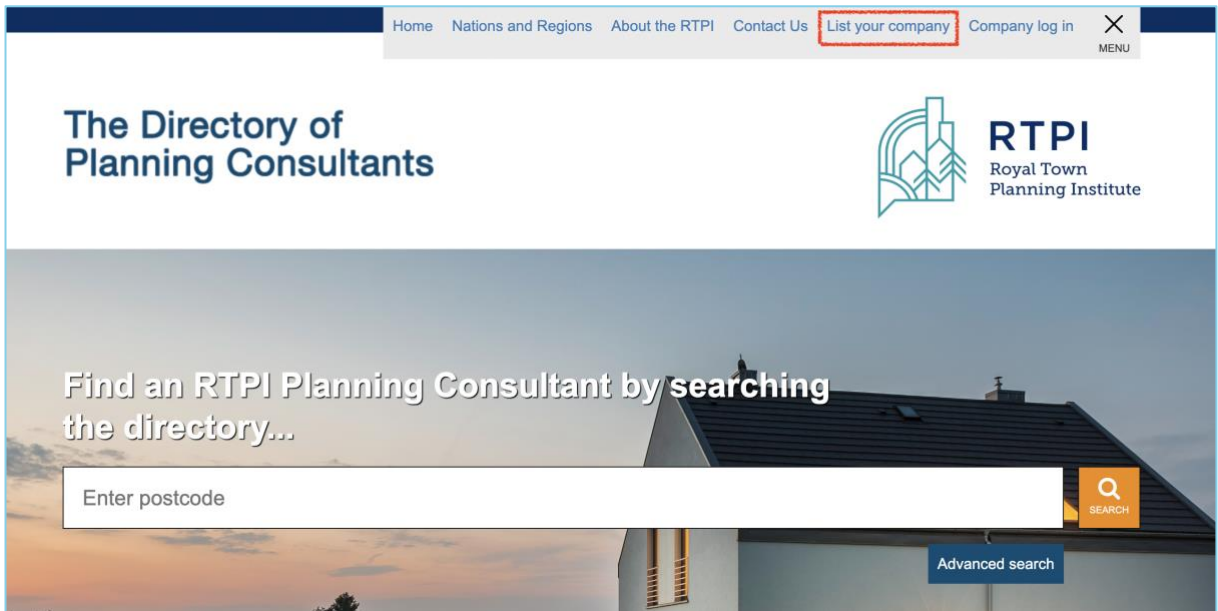 Home Nations and Regions About the RTPI Contact Us List your company Company log in
MENU
The Directory of
Planning Consultants
RTPI
Royal Town
Planning Institute
Find an RTPI Planning Consultant by searching
the directory...
Enter postcode
SEARCH
Advanced search